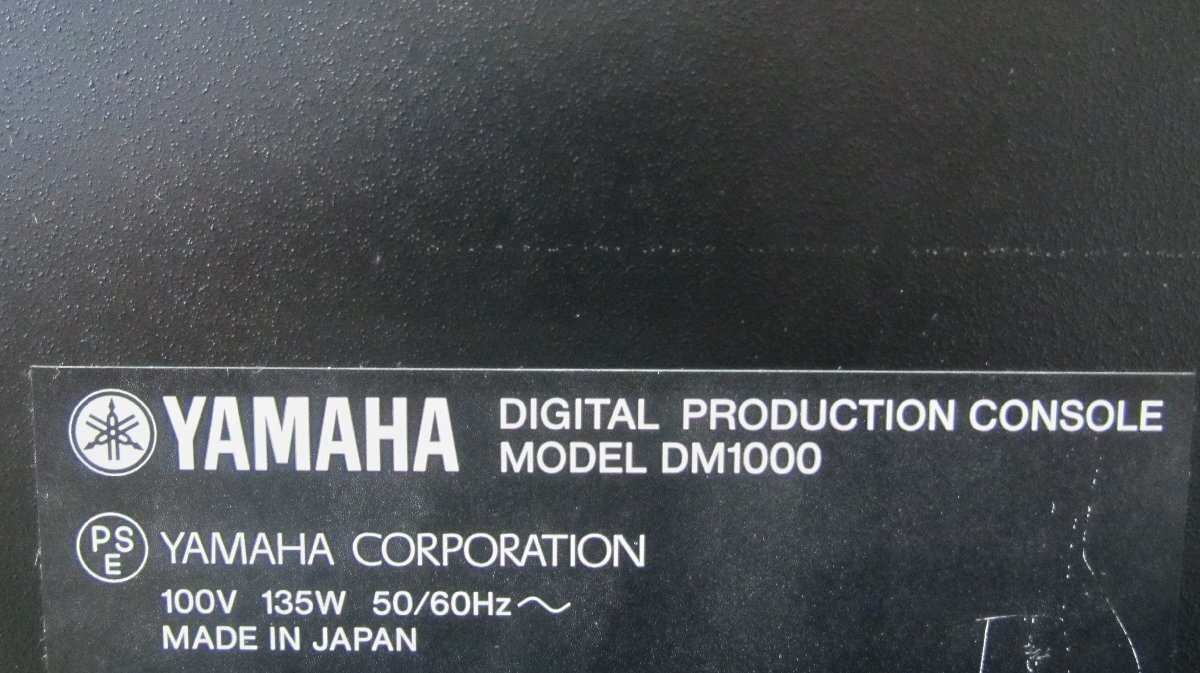 YAMAHA DIGITAL PRODUCTION CONSOLE
MODEL DM1000
PSE YAMAHA CORPORATION
100V 135W 50/60Hz～
MADE IN JAPAN